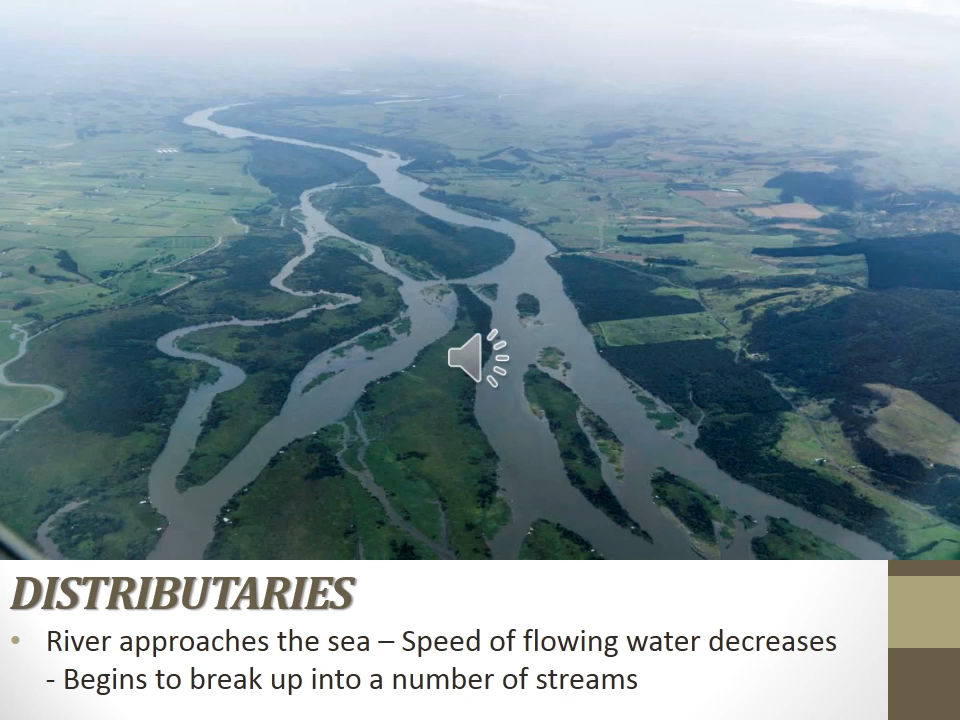 DISTRIBUTARIES
• River approaches the sea – Speed of flowing water decreases
- Begins to break up into a number of streams